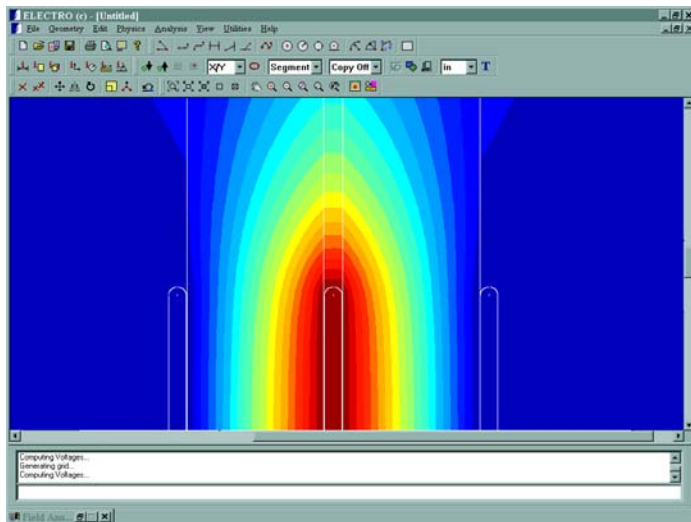 ELECTRO (c) - [Untitled]
File Geometry Edit Physics Analysis View Utilities Help
X/Y Segment Copy Off in T
Computing Voltages...
Generating grid...
Computing Voltages...
Field Ana...